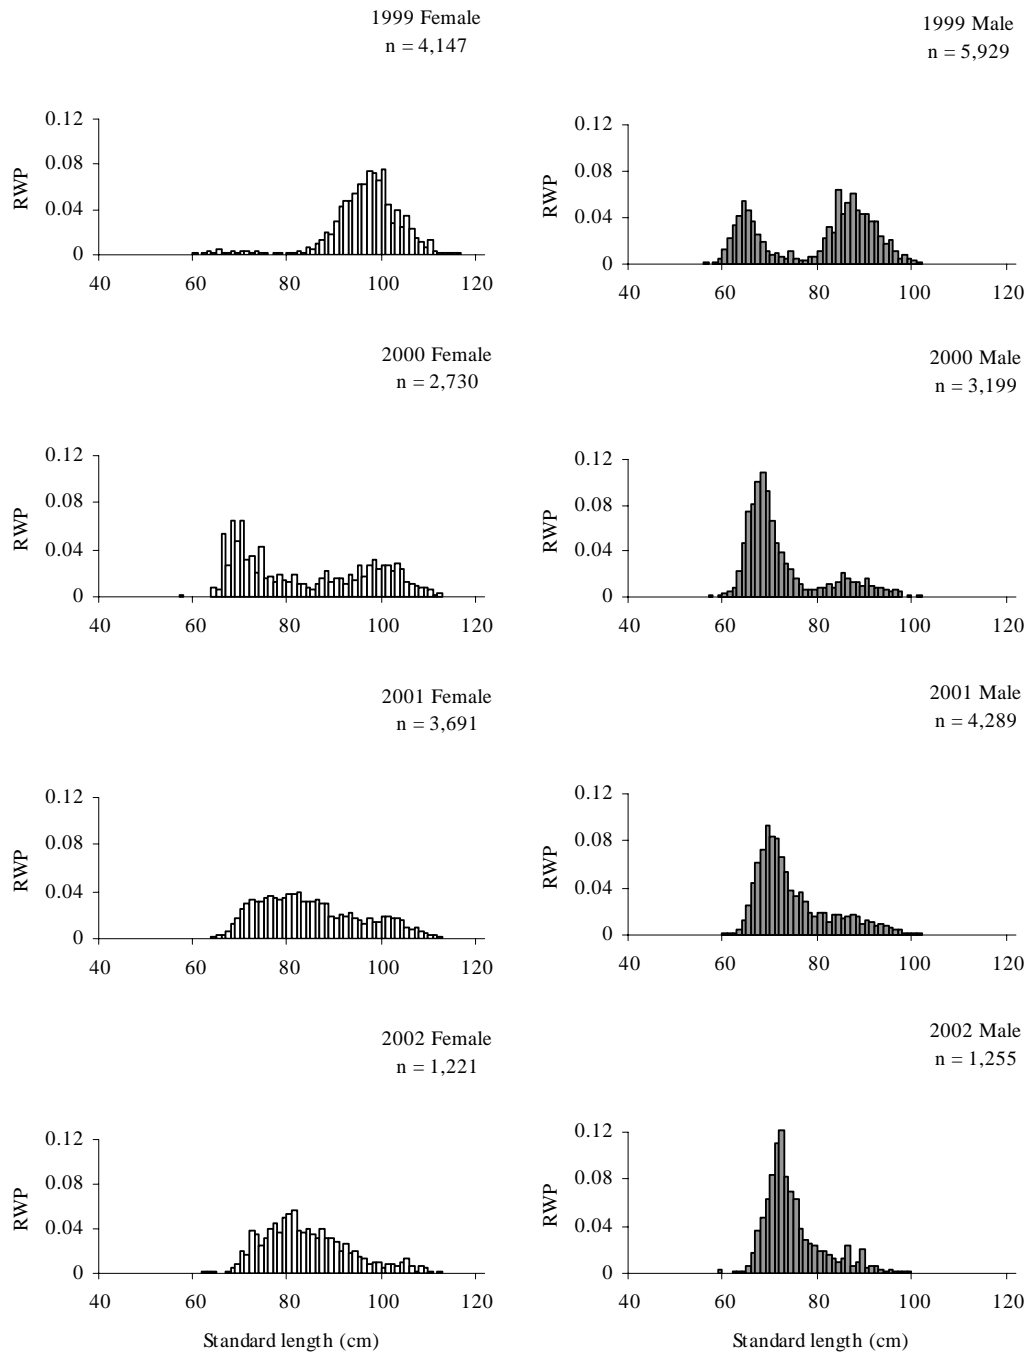 1999 Female
n = 4,147
1999 Male
n = 5,929
0.12
0.08
0.04
0
RWP
40 60 80 100 120
0.12
0.08
0.04
0
RWP
40 60 80 100 120
2000 Female
n = 2,730
2000 Male
n = 3,199
0.12
0.08
0.04
0
RWP
40 60 80 100 120
0.12
0.08
0.04
0
RWP
40 60 80 100 120
2001 Female
n = 3,691
2001 Male
n = 4,289
0.12
0.08
0.04
0
RWP
40 60 80 100 120
0.12
0.08
0.04
0
RWP
40 60 80 100 120
2002 Female
n = 1,221
2002 Male
n = 1,255
0.12
0.08
0.04
0
RWP
40 60 80 100 120
Standard length (cm)
0.12
0.08
0.04
0
RWP
40 60 80 100 120
Standard length (cm)